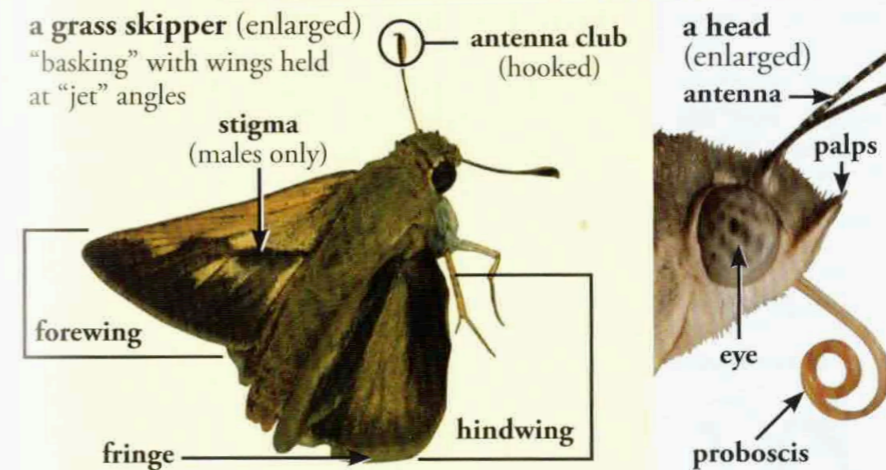 a grass skipper (enlarged)
“basking” with wings held
at “jet” angles
antenna club
(hooked)
stigma
(males only)
forewing
hindwing
fringe
a head
(enlarged)
antenna
palps
eye
proboscis